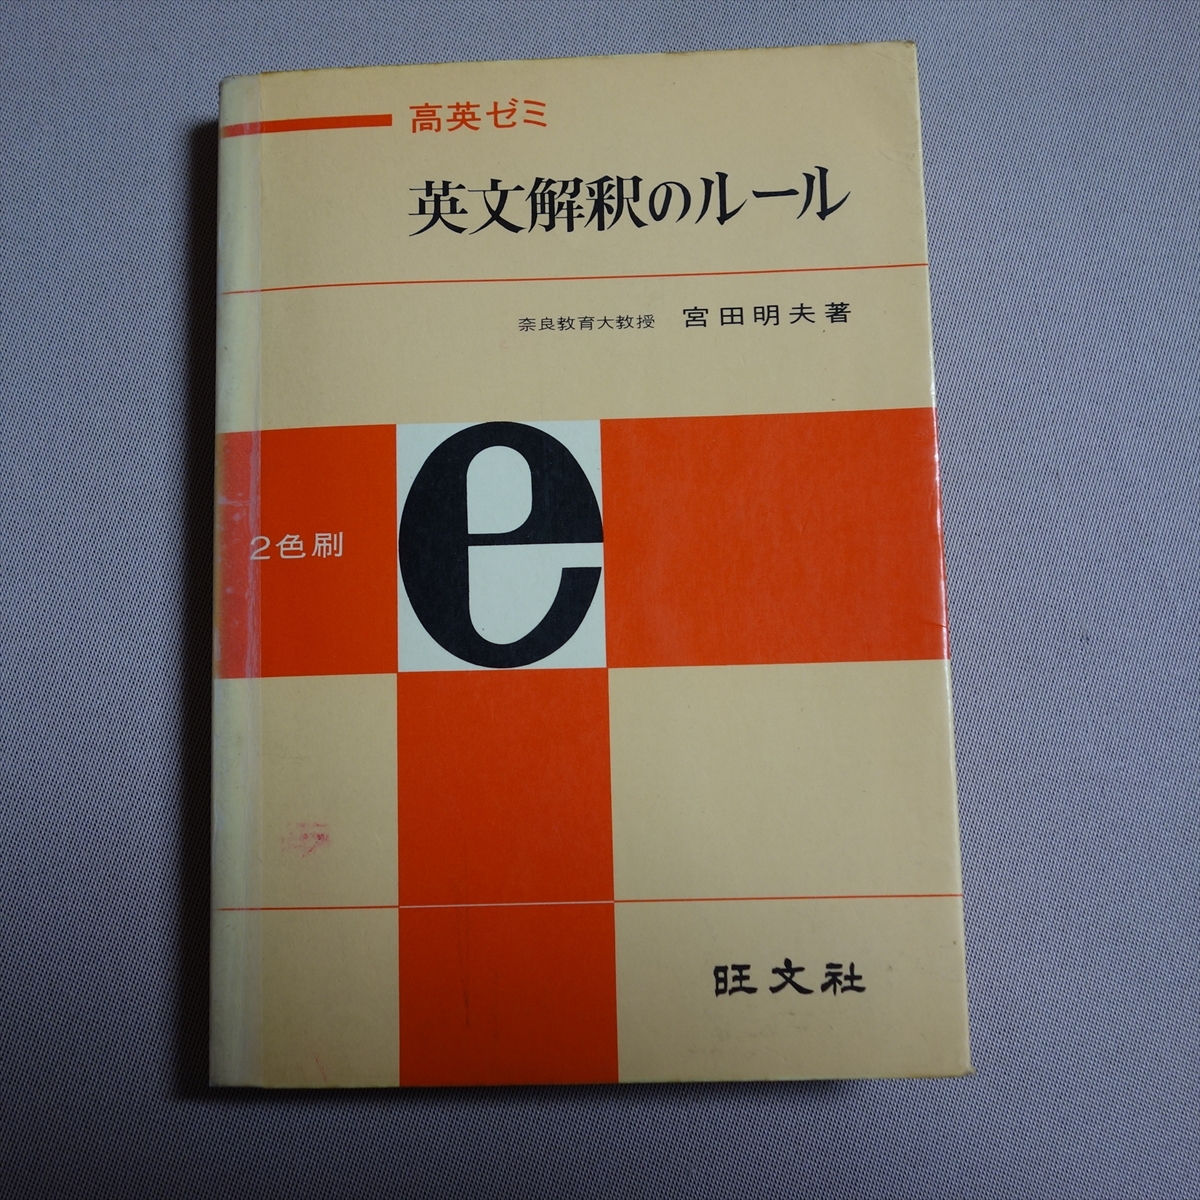 高英ゼミ
英文解釈のルール
奈良教育大教授 宮田明夫著
e
2色刷
旺文社